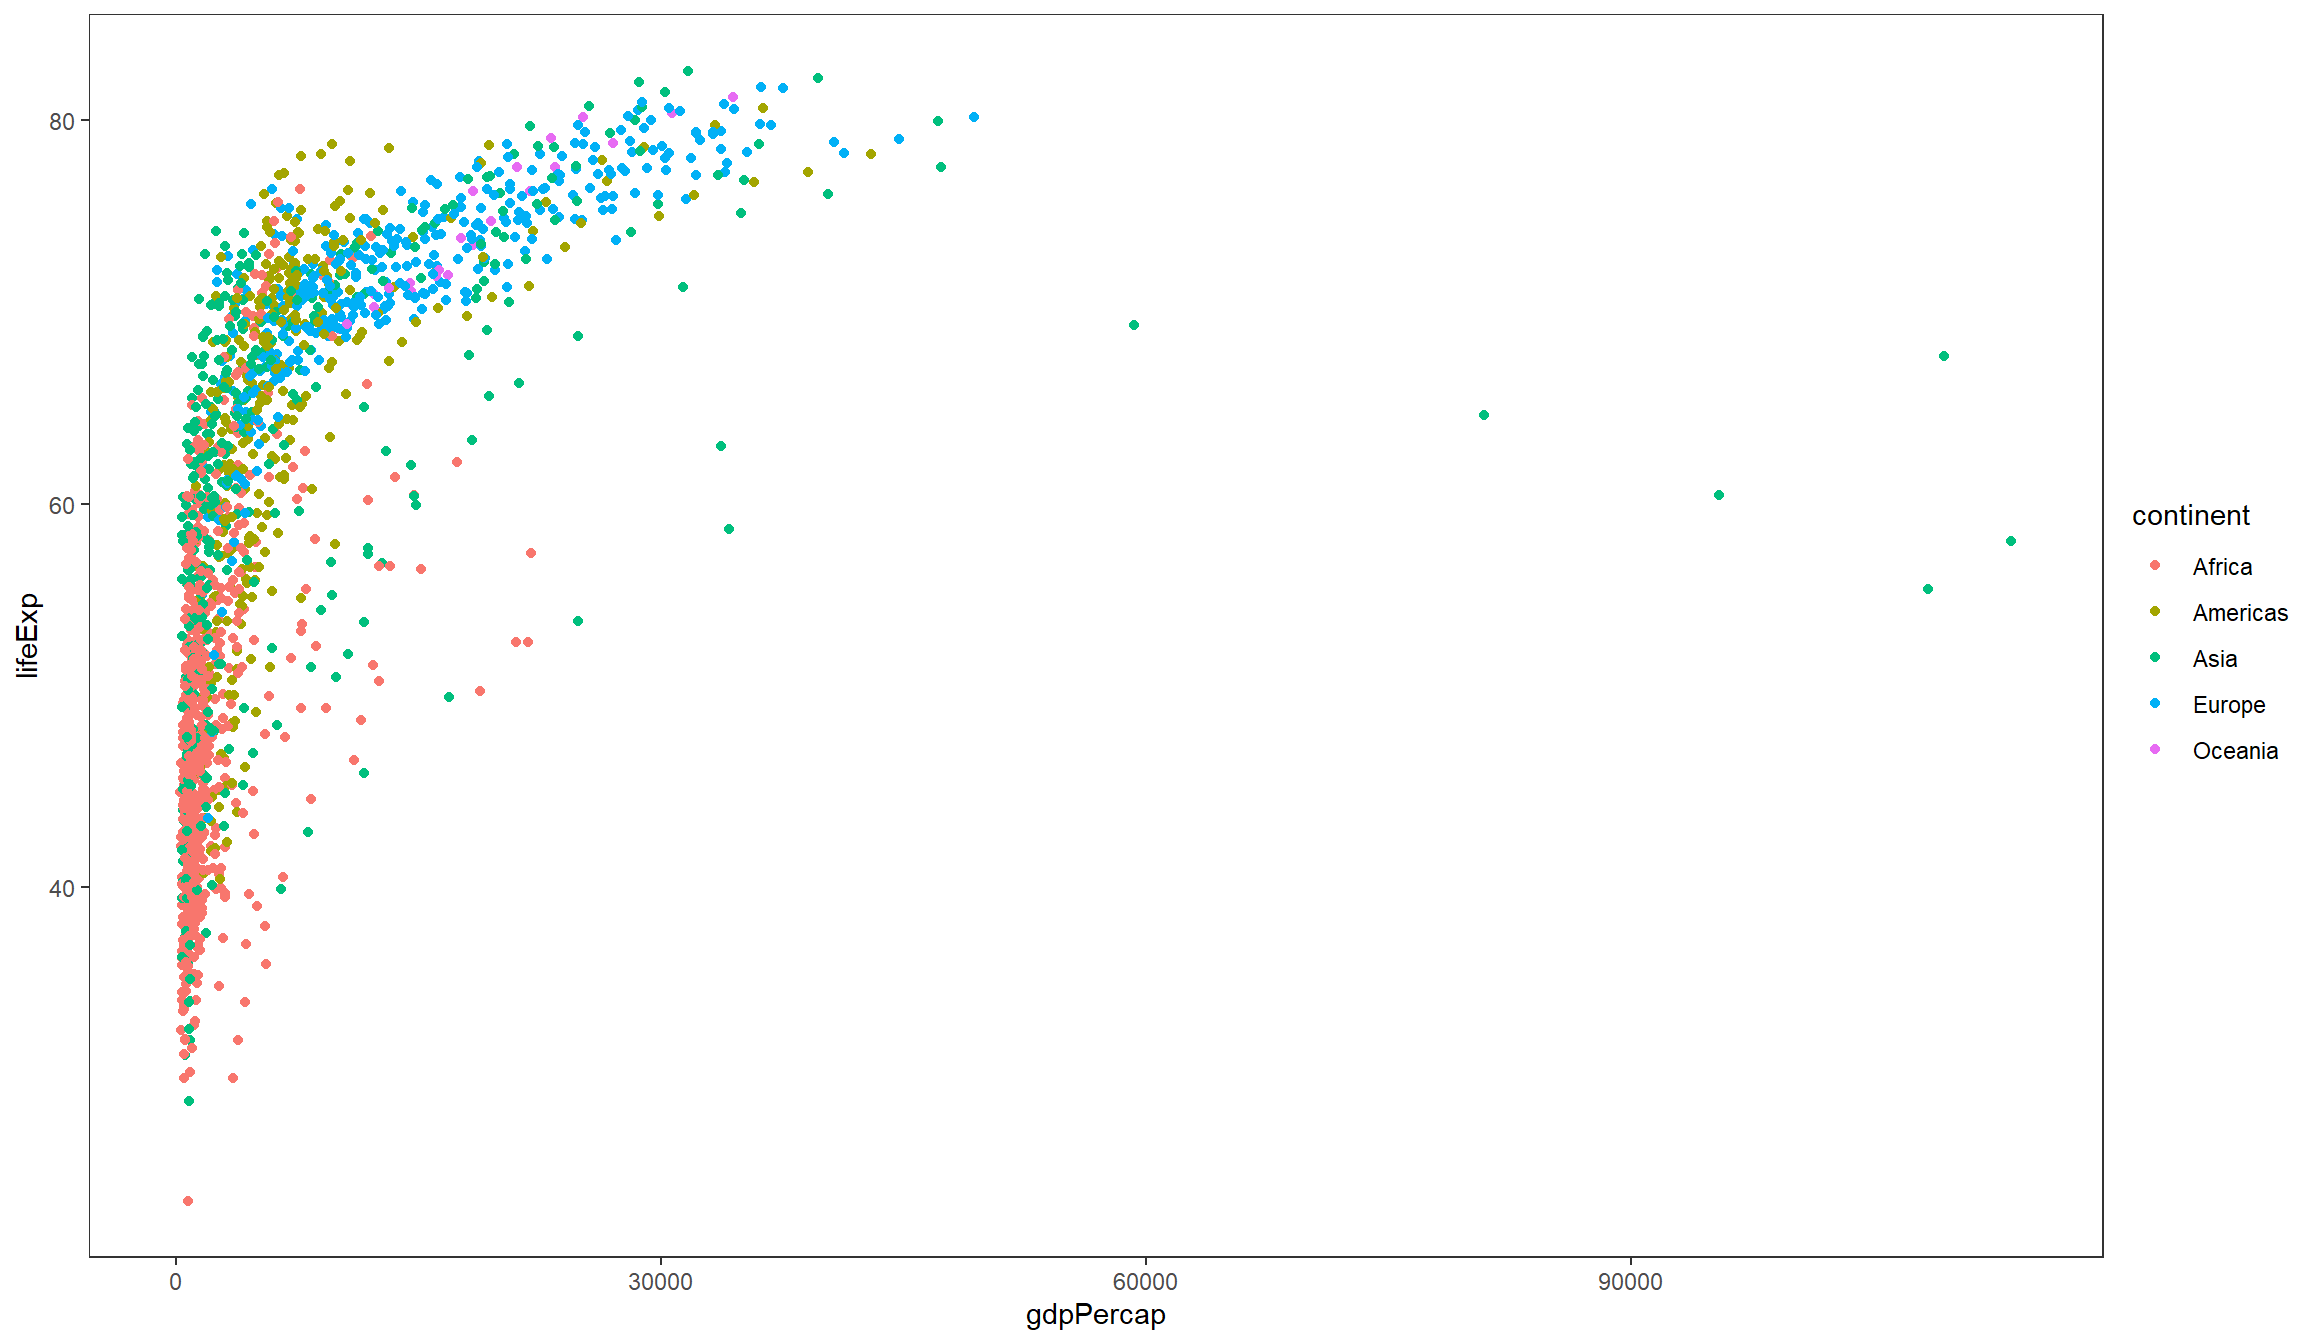 80
60
40
lifeExp
0 30000 60000 90000
gdpPercap
continent
Africa
Americas
Asia
Europe
Oceania